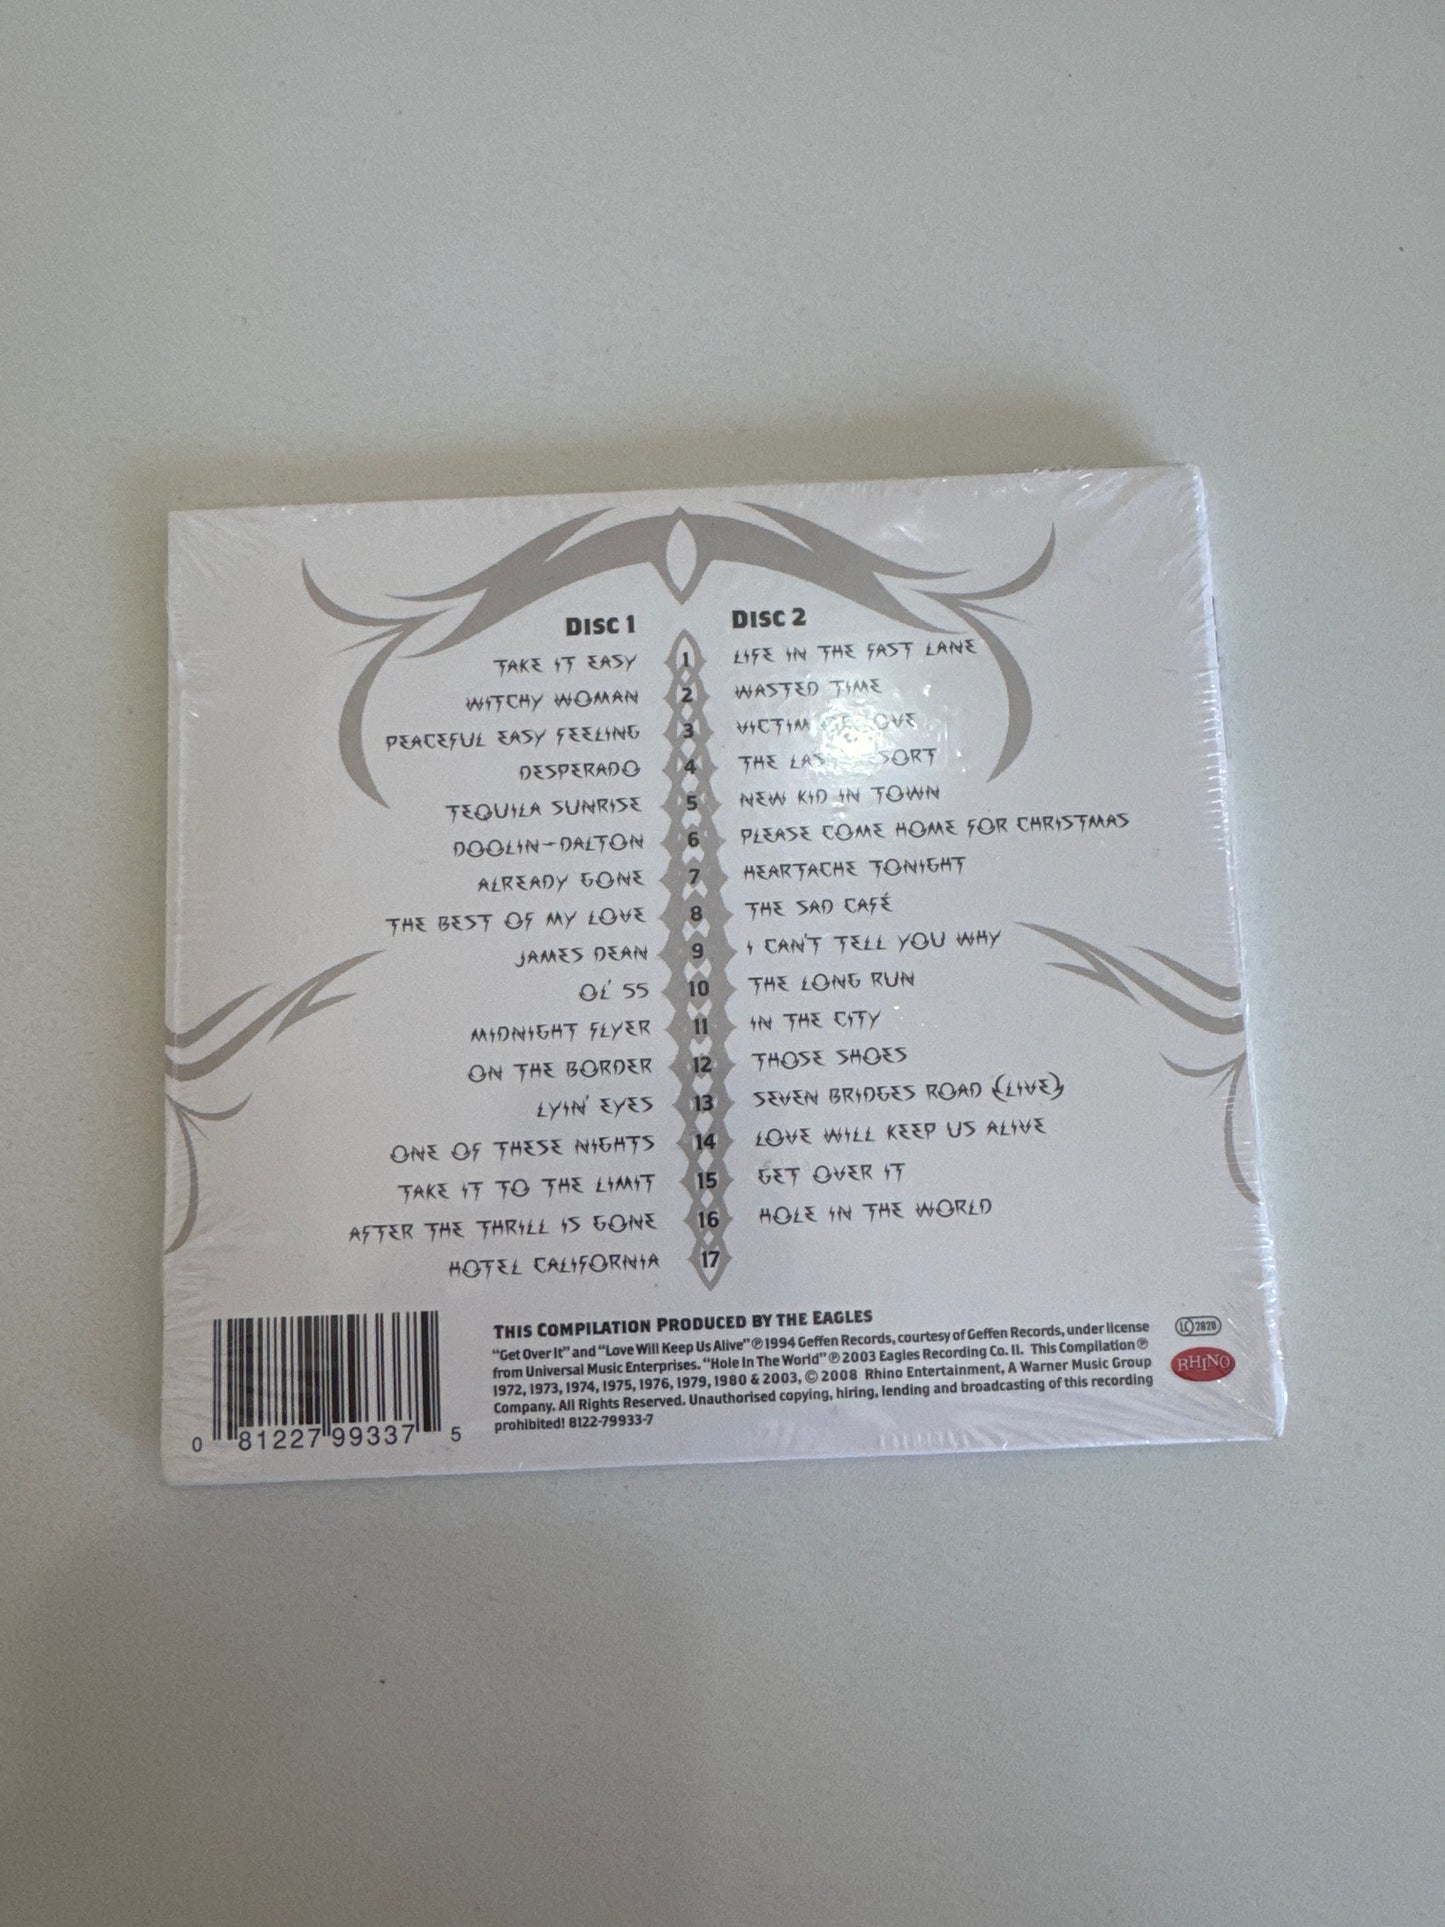 DISC 1
TAKE IT EASY
WITCHY WOMAN
PEACEFUL EASY FEELING
DESPERADO
TEQUILA SUNRISE
DOOLIN-DALTON
ALREADY GONE
THE BEST OF MY LOVE
JAMES DEAN
OL' 55
MIDNIGHT FLYER
ON THE BORDER
LYIN' EYES
ONE OF THESE NIGHTS
TAKE IT TO THE LIMIT
AFTER THE THRILL IS GONE
HOTEL CALIFORNIA
1
2
3
4
5
6
7
8
9
10
11
12
13
14
15
16
17
DISC 2
LIFE IN THE FAST LANE
WASTED TIME
VICTIM
THE
NEW KID IN TOWN
PLEASE COME HOME FOR CHRISTMAS
HEARTACHE TONIGHT
THE SAD CAFÉ
I CAN'T TELL YOU WHY
THE LONG RUN
IN THE CITY
THOSE SHOES
SEVEN BRIDGES ROAD (LIVE)
LOVE WILL KEEP US ALIVE
GET OVER IT
HOLE IN THE WORLD
0 81227 99337 5
THIS COMPILATION PRODUCED BY THE EAGLES
"Get Over It" and "Love Will Keep Us Alive" ℗ 1994 Geffen Records, courtesy of Geffen Records, under license
from Universal Music Enterprises. "Hole In The World" ℗ 2003 Eagles Recording Co. II. This Compilation ℗
1972, 1973, 1974, 1975, 1976, 1979, 1980 & 2003, © 2008 Rhino Entertainment, A Warner Music Group
Company. All Rights Reserved. Unauthorised copying, hiring, lending and broadcasting of this recording
prohibited! 8122-79933-7
LC 2828
RHINO